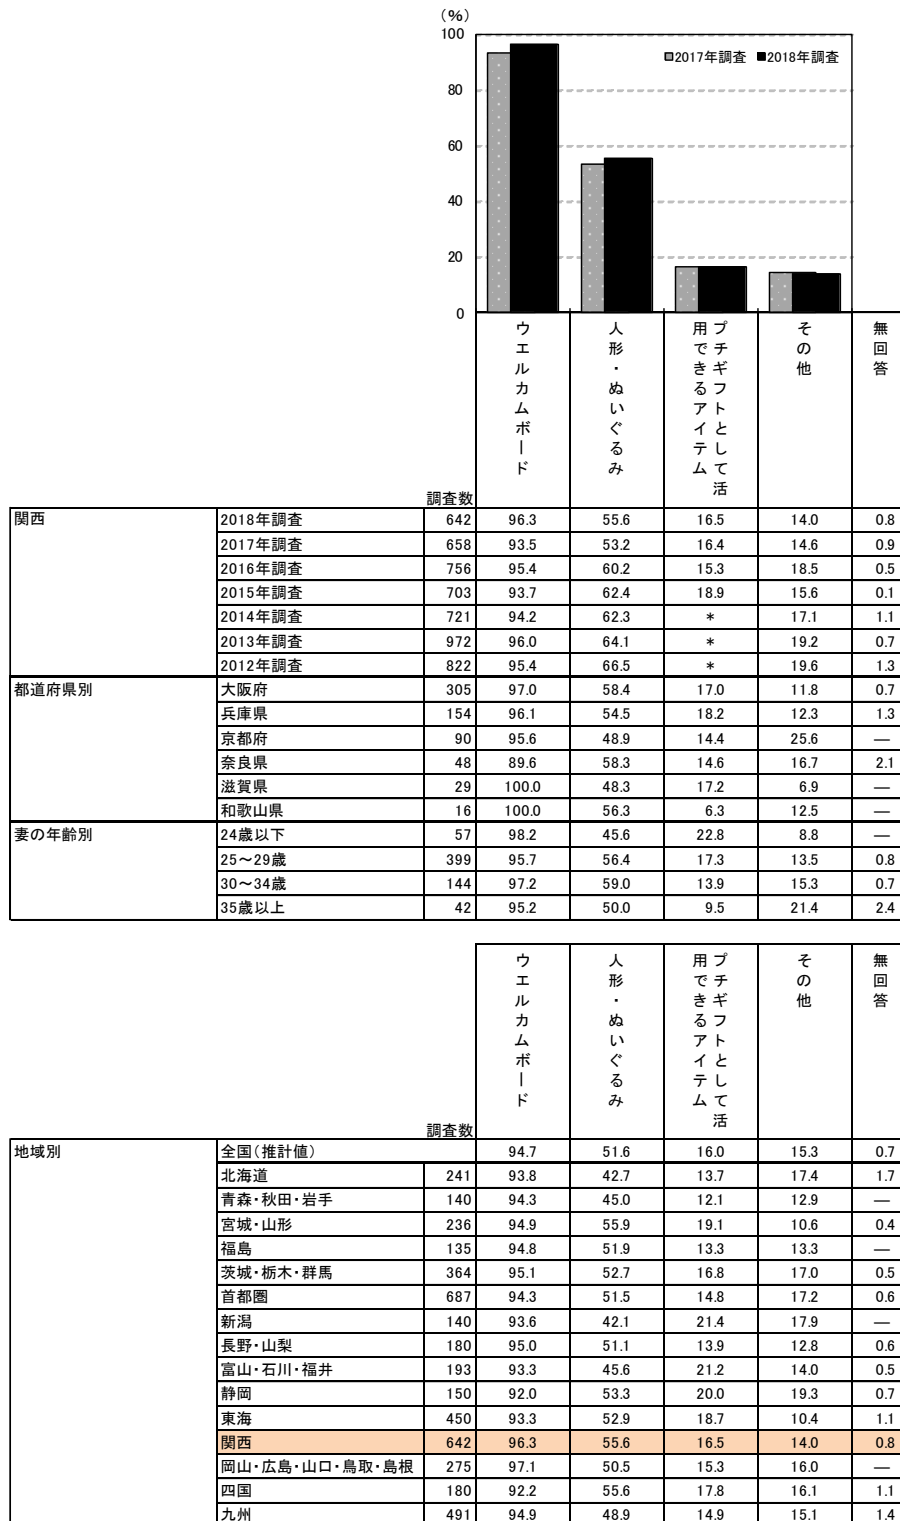 (%)
100
80
60
40
20
0
2017年調査 2018年調査
ウエルカムボード
人形・ぬいぐるみ
プチギフトとして活
用できるアイテム
その他
無回答
調査数
関西 2018年調査 642 96.3 55.6 16.5 14.0 0.8
2017年調査 658 93.5 53.2 16.4 14.6 0.9
2016年調査 756 95.4 60.2 15.3 18.5 0.5
2015年調査 703 93.7 62.4 18.9 15.6 0.1
2014年調査 721 94.2 62.3 * 17.1 1.1
2013年調査 972 96.0 64.1 * 19.2 0.7
2012年調査 822 95.4 66.5 * 19.6 1.3
都道府県別 大阪府 305 97.0 58.4 17.0 11.8 0.7
兵庫県 154 96.1 54.5 18.2 12.3 1.3
京都府 90 95.6 48.9 14.4 25.6 ―
奈良県 48 89.6 58.3 14.6 16.7 2.1
滋賀県 29 100.0 48.3 17.2 6.9 ―
和歌山県 16 100.0 56.3 6.3 12.5 ―
妻の年齢別 24歳以下 57 98.2 45.6 22.8 8.8 ―
25～29歳 399 95.7 56.4 17.3 13.5 0.8
30～34歳 144 97.2 59.0 13.9 15.3 0.7
35歳以上 42 95.2 50.0 9.5 21.4 2.4
ウエルカムボード
人形・ぬいぐるみ
プチギフトとして活
用できるアイテム
その他
無回答
調査数
地域別 全国(推計値) 94.7 51.6 16.0 15.3 0.7
北海道 241 93.8 42.7 13.7 17.4 1.7
青森・秋田・岩手 140 94.3 45.0 12.1 12.9 ―
宮城・山形 236 94.9 55.9 19.1 10.6 0.4
福島 135 94.8 51.9 13.3 13.3 ―
茨城・栃木・群馬 364 95.1 52.7 16.8 17.0 0.5
首都圏 687 94.3 51.5 14.8 17.2 0.6
新潟 140 93.6 42.1 21.4 17.9 ―
長野・山梨 180 95.0 51.1 13.9 12.8 0.6
富山・石川・福井 193 93.3 45.6 21.2 14.0 0.5
静岡 150 92.0 53.3 20.0 19.3 0.7
東海 450 93.3 52.9 18.7 10.4 1.1
関西 642 96.3 55.6 16.5 14.0 0.8
岡山・広島・山口・鳥取・島根 275 97.1 50.5 15.3 16.0 ―
四国 180 92.2 55.6 17.8 16.1 1.1
九州 491 94.9 48.9 14.9 15.1 1.4